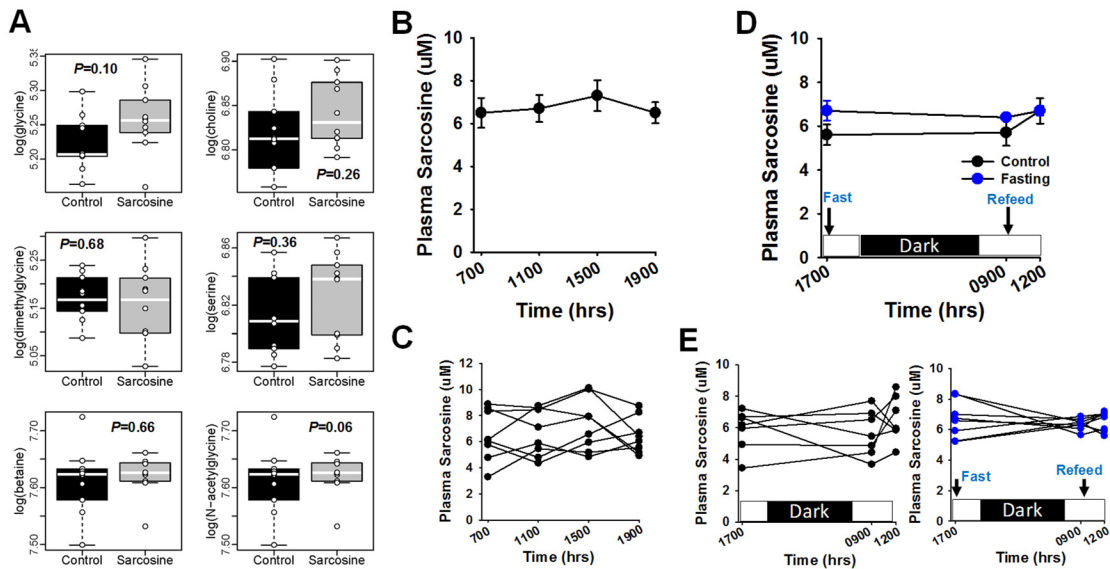 A
log(glycine)
5.35
5.30
5.25
5.20
P=0.10
Control
Sarcosine
log(choline)
6.90
6.85
6.80
P=0.26
Control
Sarcosine
log(dimethylglycine)
5.25
5.15
5.05
P=0.68
Control
Sarcosine
log(serine)
6.86
6.82
6.78
P=0.36
Control
Sarcosine
log(betaine)
7.70
7.60
7.50
P=0.66
Control
Sarcosine
log(N-acetylglycine)
7.70
7.60
7.50
P=0.06
Control
Sarcosine
B
Plasma Sarcosine (uM)
10
8
6
4
2
0
700
1100
1500
1900
Time (hrs)
C
Plasma Sarcosine (uM)
12
10
8
6
4
2
0
700
1100
1500
1900
Time (hrs)
D
Plasma Sarcosine (uM)
10
8
6
4
2
0
Control
Fasting
Fast
Refeed
Dark
1700
0900
1200
Time (hrs)
E
Plasma Sarcosine (uM)
10
8
6
4
2
0
Dark
1700
0900
1200
Time (hrs)
Plasma Sarcosine (uM)
10
8
6
4
2
0
Fast
Refeed
Dark
1700
0900
1200
Time (hrs)